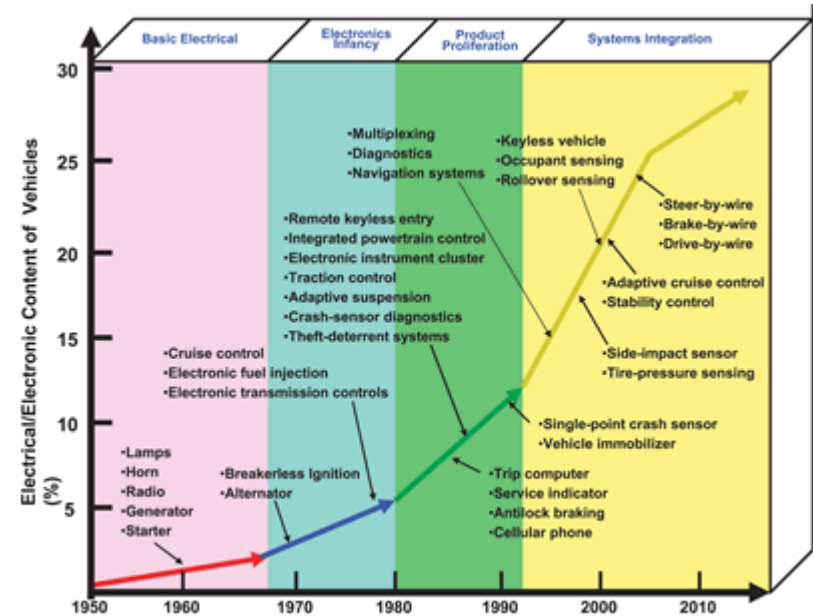 Basic Electrical
Electronics
Infancy
Product
Proliferation
Systems Integration
Electrical/Electronic Content of Vehicles
(%)
30
25
20
15
10
5
•Multiplexing
•Diagnostics
•Navigation systems
•Keyless vehicle
•Occupant sensing
•Rollover sensing
•Steer-by-wire
•Brake-by-wire
•Drive-by-wire
•Remote keyless entry
•Integrated powertrain control
•Electronic instrument cluster
•Traction control
•Adaptive suspension
•Crash-sensor diagnostics
•Theft-deterrent systems
•Adaptive cruise control
•Stability control
•Cruise control
•Electronic fuel injection
•Electronic transmission controls
•Side-impact sensor
•Tire-pressure sensing
•Single-point crash sensor
•Vehicle immobilizer
•Lamps
•Horn
•Radio
•Generator
•Starter
•Breakerless Ignition
•Alternator
•Trip computer
•Service indicator
•Antilock braking
•Cellular phone
1950
1960
1970
1980
1990
2000
2010